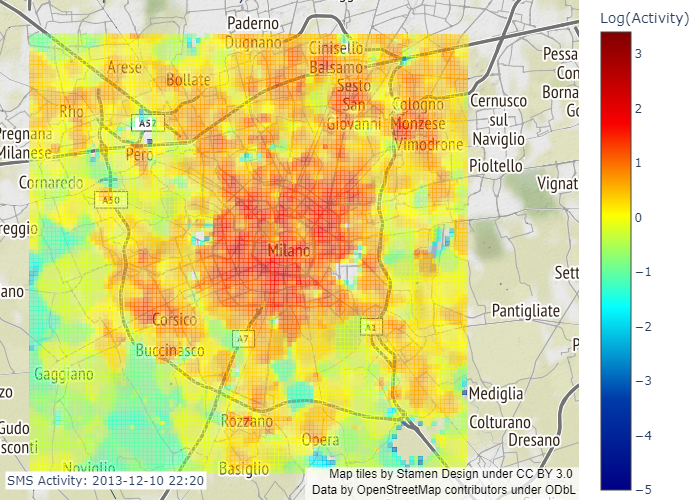 Log(Activity)
3
2
1
0
−1
−2
−3
−4
−5
Paderno
Dugnano
Cinisello
Balsamo
Arese
Bollate
Sesto
San
Giovanni
Pessa
Con
Borna
Go
Rho
Cologno
Monzese
Vimodrone
Cernusco
sul
Naviglio
A52
Pregnana
Milanese
Pero
Pioltello
Cornaredo
Vignat
A50
reggio
Milano
Sett
ano
Pantigliate
Corsico
A7
A1
P
Buccinasco
Gaggiano
zo
Mediglia
Rozzano
Colturano
Gudo
sconti
Opera
Dresano
Noviglio
Basiglio
SMS Activity: 2013-12-10 22:20
Map tiles by Stamen Design under CC BY 3.0
Data by OpenStreetMap contributors under ODbL